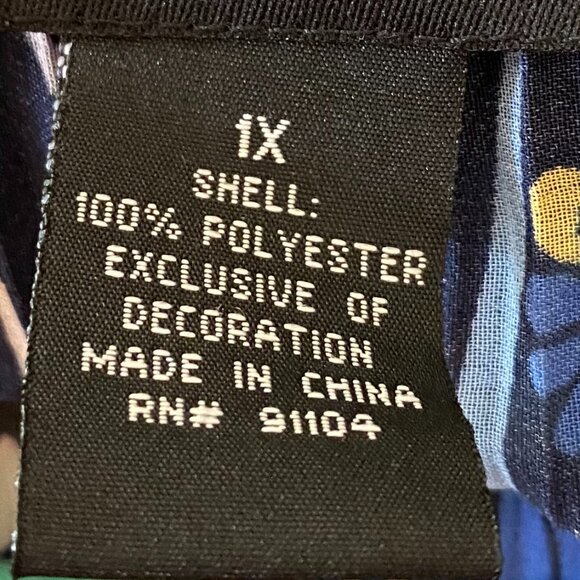 1X
SHELL:
100% POLYESTER
EXCLUSIVE OF
DECORATION
MADE IN CHINA
RN# 91104